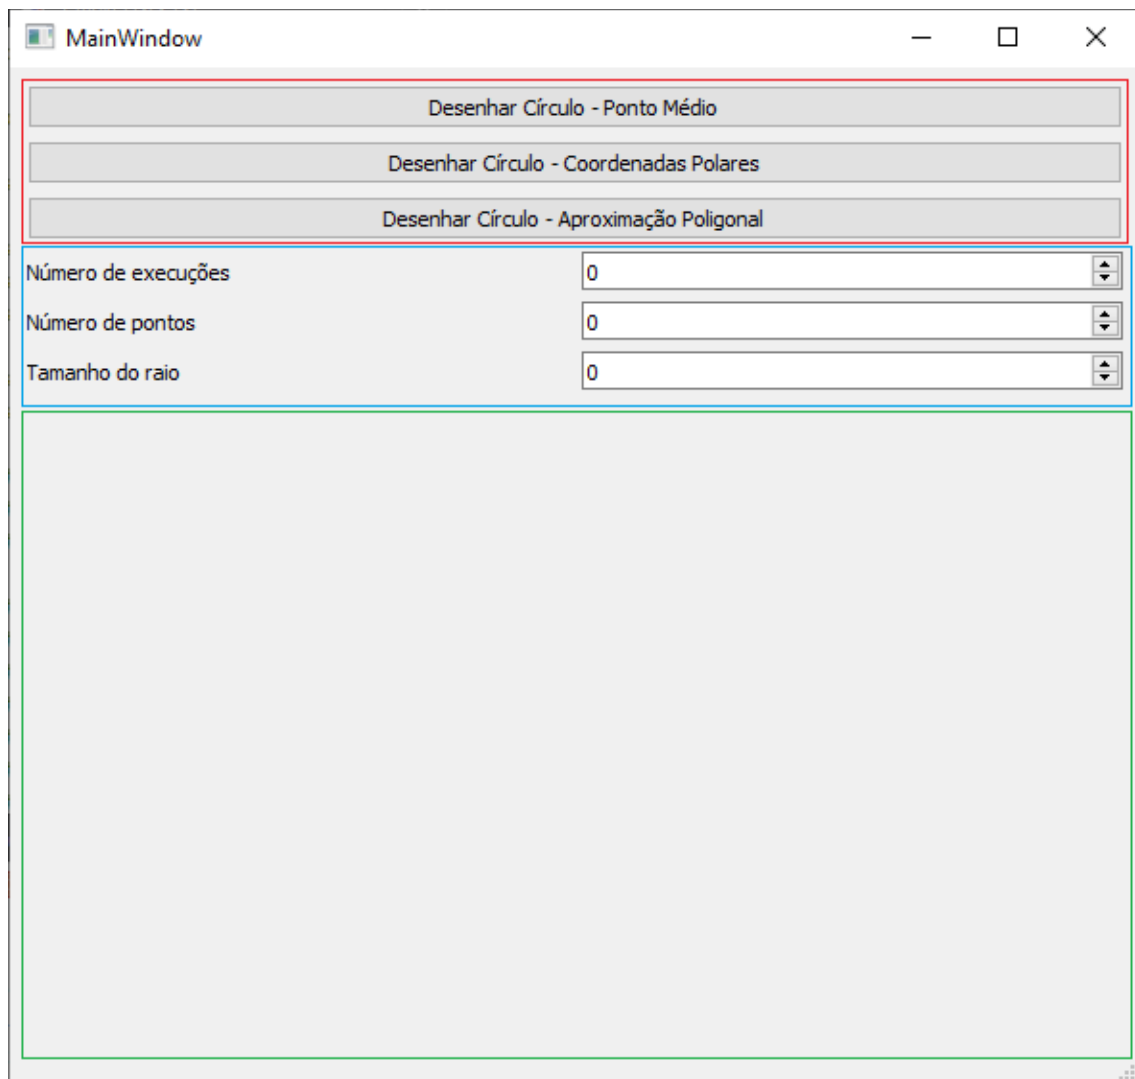 MainWindow
Desenhar Círculo - Ponto Médio
Desenhar Círculo - Coordenadas Polares
Desenhar Círculo - Aproximação Poligonal
Número de execuções 0
Número de pontos 0
Tamanho do raio 0